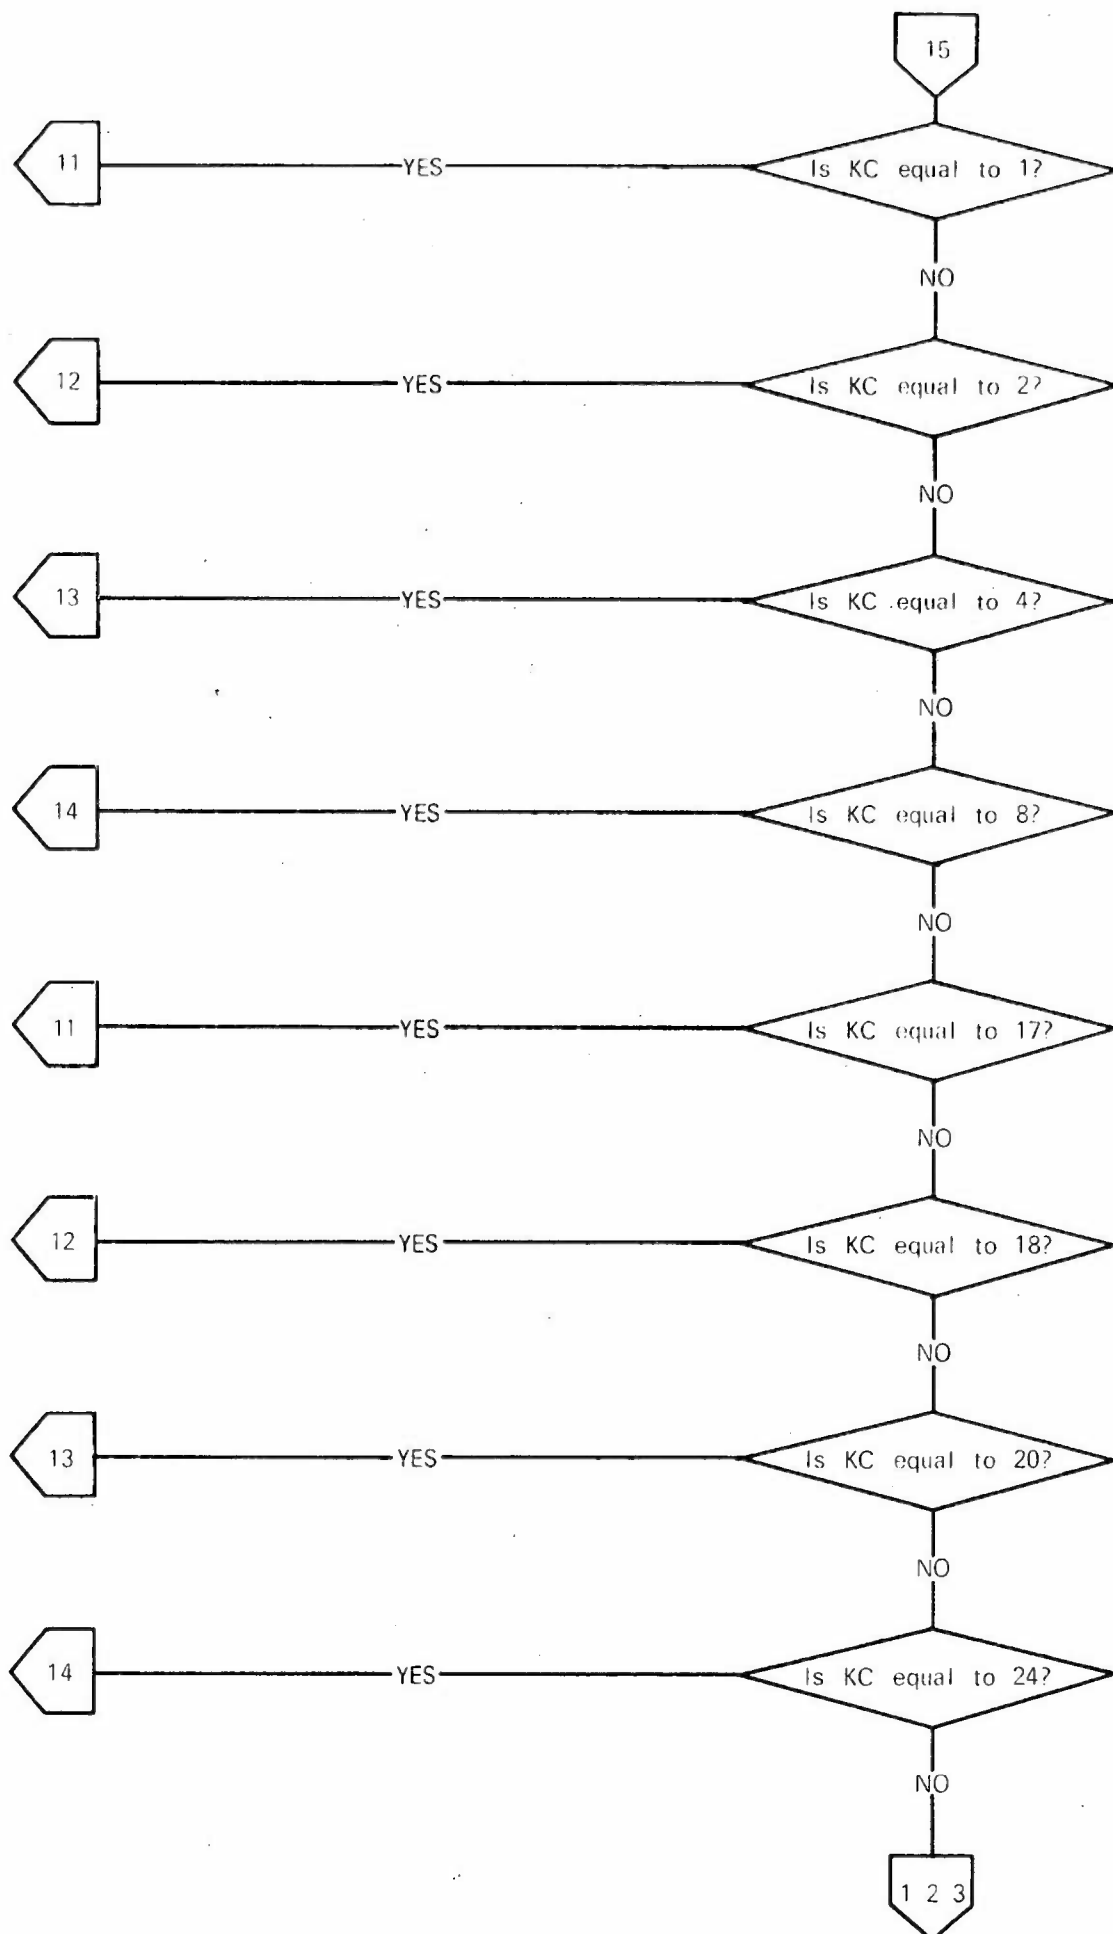 15
11 YES Is KC equal to 1?
NO
12 YES Is KC equal to 2?
NO
13 YES Is KC equal to 4?
NO
14 YES Is KC equal to 8?
NO
11 YES Is KC equal to 17?
NO
12 YES Is KC equal to 18?
NO
13 YES Is KC equal to 20?
NO
14 YES Is KC equal to 24?
NO
1 2 3